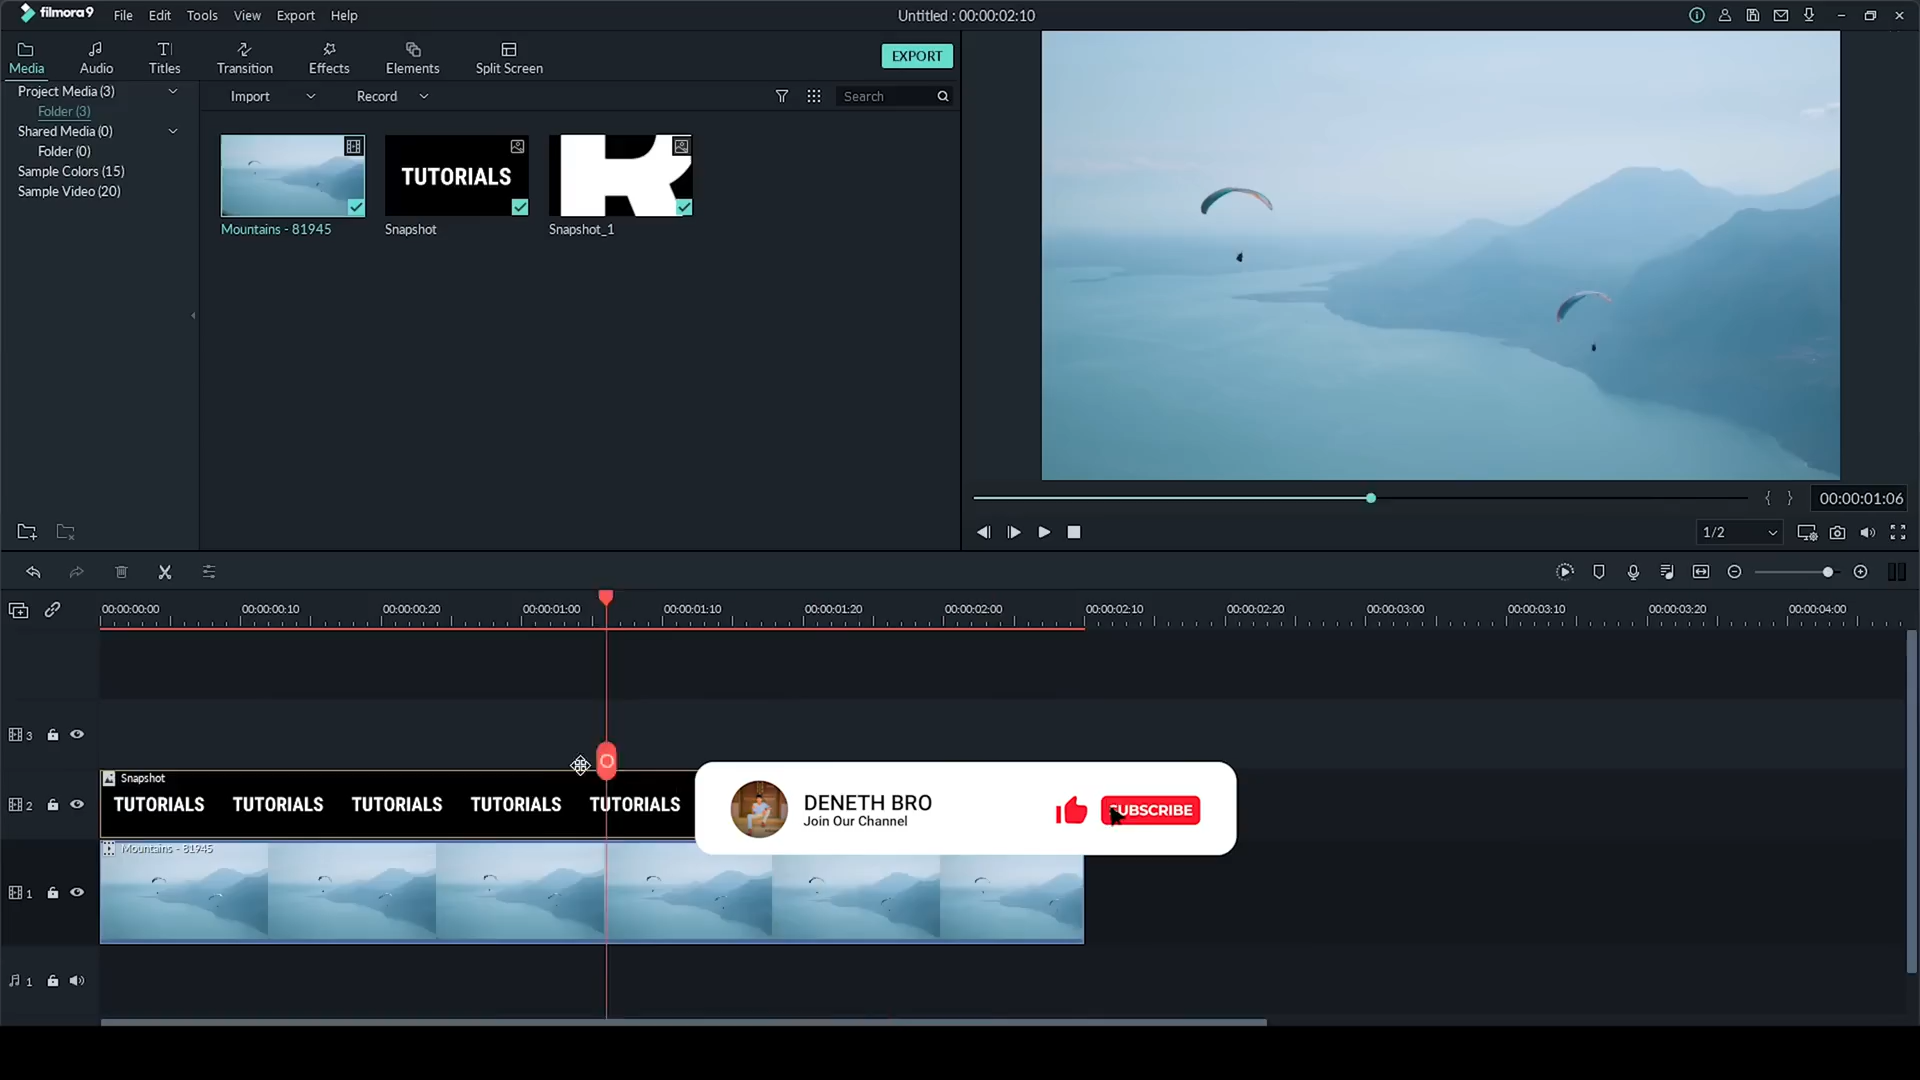 filmora9
File Edit Tools View Export Help
Untitled : 00:00:02:10
Media Audio Titles Transition Effects Elements Split Screen
EXPORT
Project Media (3)
Folder (3)
Shared Media (0)
Folder (0)
Sample Colors (15)
Sample Video (20)
Import Record Search
TUTORIALS
R
Mountains - 81945 Snapshot Snapshot_1
00:00:01:06
1/2
00:00:00:00 00:00:00:10 00:00:00:20 00:00:01:00 00:00:01:10 00:00:01:20 00:00:02:00 00:00:02:10 00:00:02:20 00:00:03:00 00:00:03:10 00:00:03:20 00:00:04:00
3
Snapshot
2
TUTORIALS TUTORIALS TUTORIALS TUTORIALS TUTORIALS
DENETH BRO
Join Our Channel
SUBSCRIBE
Mountains - 81945
1
1